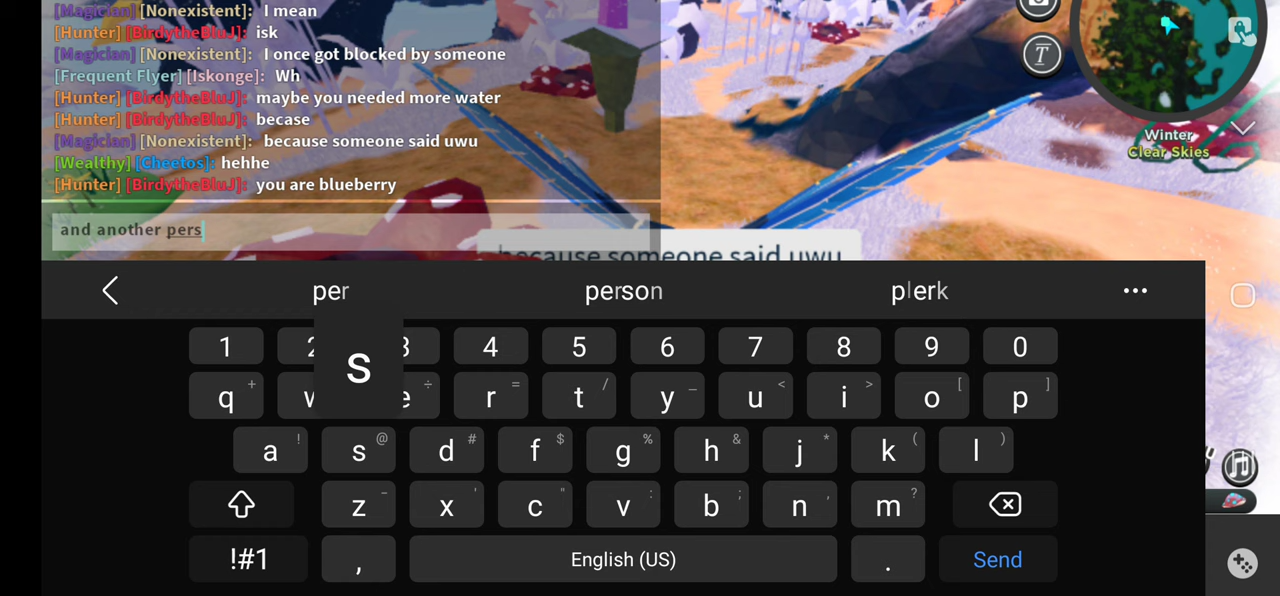 [Magician] [Nonexistent]: I mean
[Hunter] [BirdytheBluJ]: isk
[Magician] [Nonexistent]: I once got blocked by someone
[Frequent Flyer] [Iskonge]: Wh
[Hunter] [BirdytheBluJ]: maybe you needed more water
[Hunter] [BirdytheBluJ]: becase
[Magician] [Nonexistent]: because someone said uwu
[Wealthy] [Cheetos]: hehhe
[Hunter] [BirdytheBluJ]: you are blueberry
and another pers
because someone said uwu
T
Winter
Clear Skies
per person plerk
1 2 3 4 5 6 7 8 9 0
s
q + w e ÷ r = t / y _ u < i > o [ p ]
a ! s @ d # f $ g % h & j * k ( l )
z - x ' c " v : b ; n , m ?
!#1 , English (US) . Send